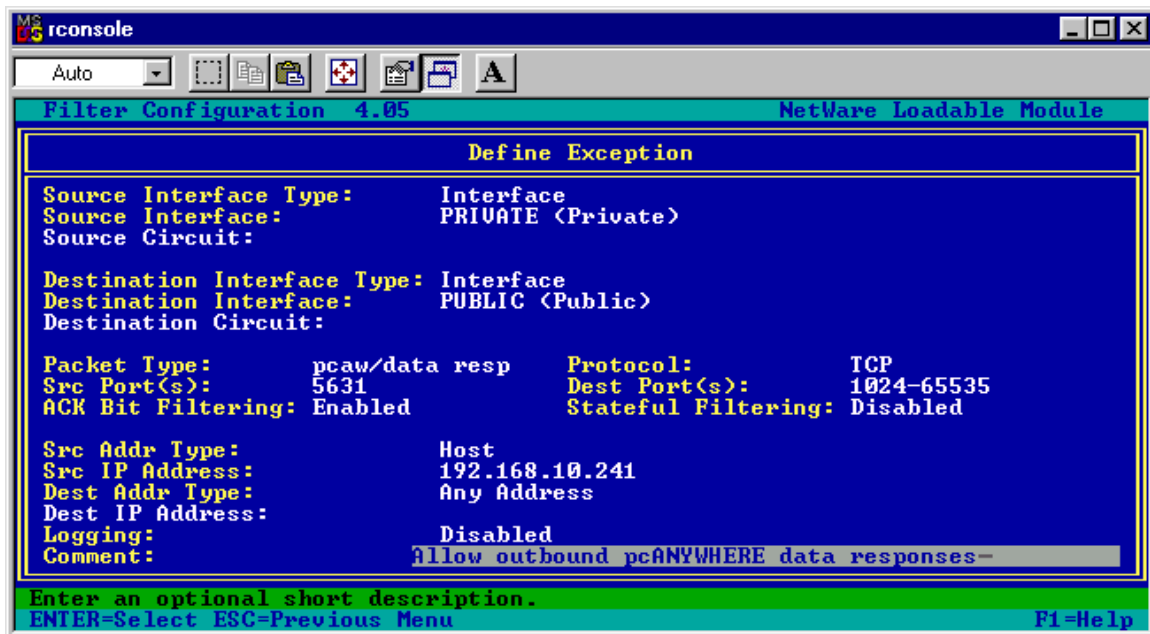 MS DOS rconsole
Auto A
Filter Configuration 4.05 NetWare Loadable Module
Define Exception
Source Interface Type: Interface
Source Interface: PRIVATE (Private)
Source Circuit:
Destination Interface Type: Interface
Destination Interface: PUBLIC (Public)
Destination Circuit:
Packet Type: pcaw/data resp Protocol: TCP
Src Port(s): 5631 Dest Port(s): 1024-65535
ACK Bit Filtering: Enabled Stateful Filtering: Disabled
Src Addr Type: Host
Src IP Address: 192.168.10.241
Dest Addr Type: Any Address
Dest IP Address:
Logging: Disabled
Comment: Allow outbound pcANYWHERE data responses
Enter an optional short description.
ENTER=Select ESC=Previous Menu F1=Help